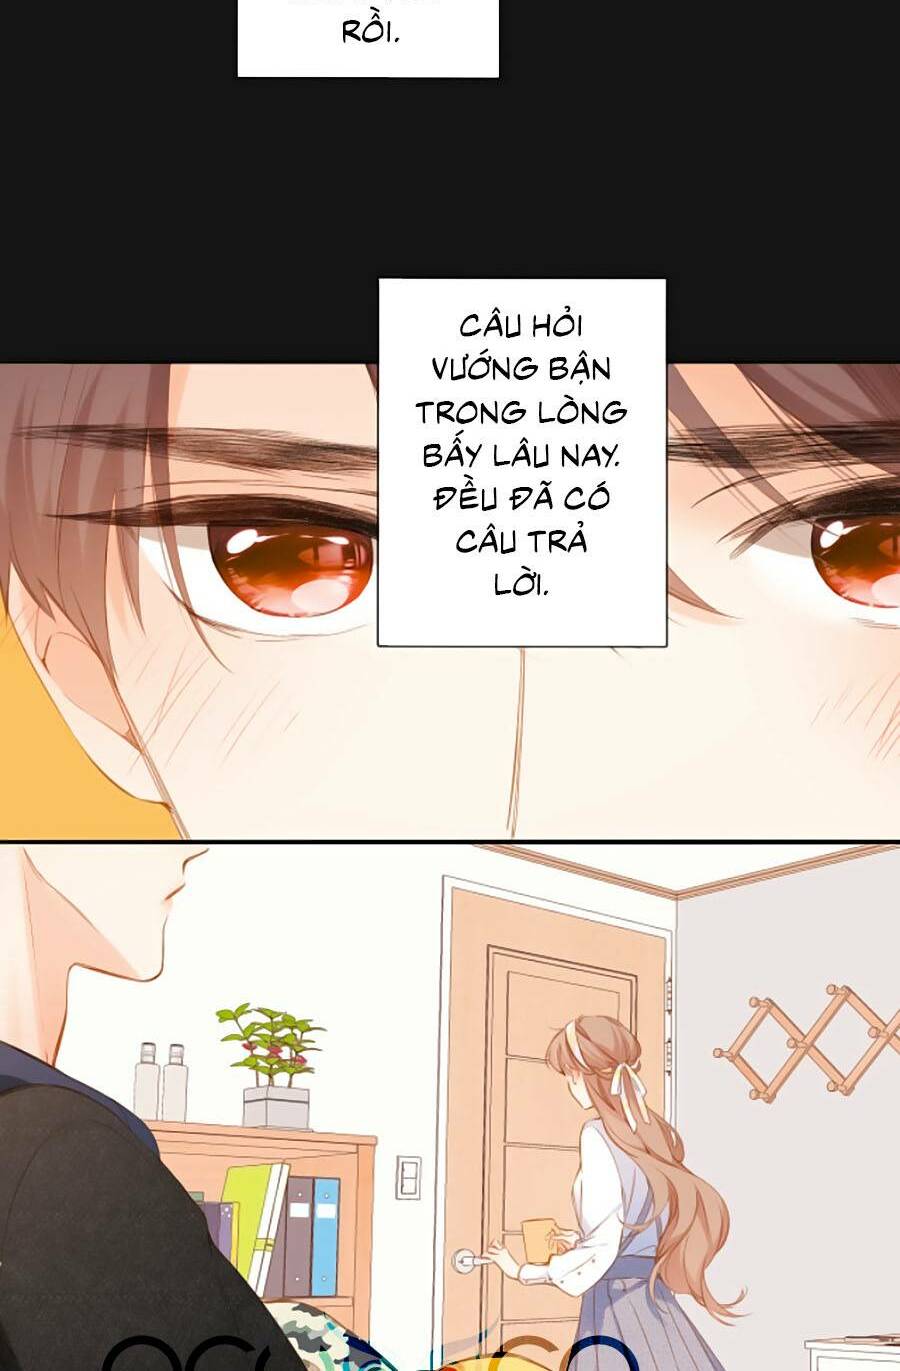 RỒI.
CÂU HỎI
VƯỚNG BẬN
TRONG LÒNG
BẤY LÂU NAY.
ĐỀU ĐÃ CÓ
CÂU TRẢ
LỜI.